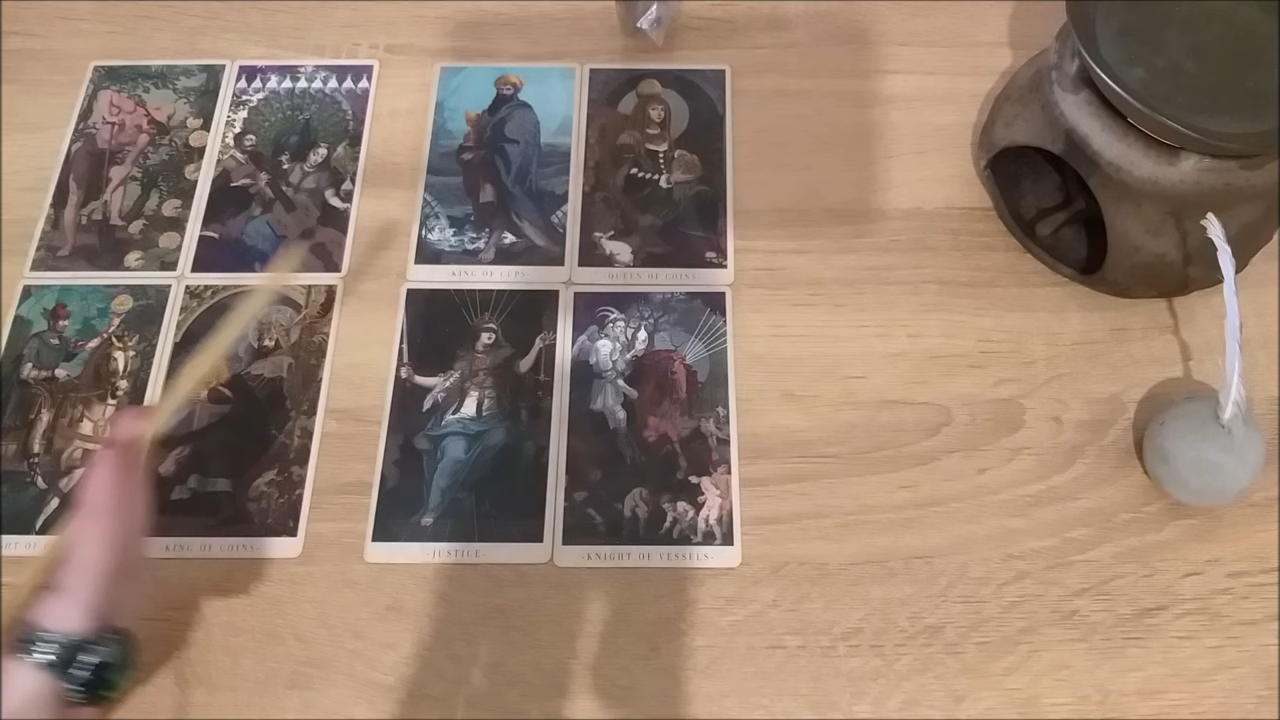 -KING OF CUPS-
-QUEEN OF COINS-
-KING OF COINS-
-JUSTICE-
-KNIGHT OF VESSELS-